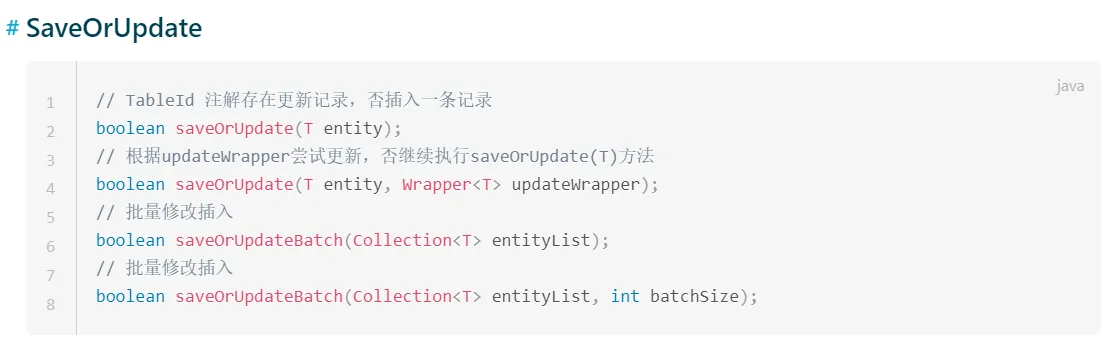 # SaveOrUpdate
java
1 // TableId 注解存在更新记录，否插入一条记录
2 boolean saveOrUpdate(T entity);
3 // 根据updateWrapper尝试更新，否继续执行saveOrUpdate(T)方法
4 boolean saveOrUpdate(T entity, Wrapper<T> updateWrapper);
5 // 批量修改插入
6 boolean saveOrUpdateBatch(Collection<T> entityList);
7 // 批量修改插入
8 boolean saveOrUpdateBatch(Collection<T> entityList, int batchSize);